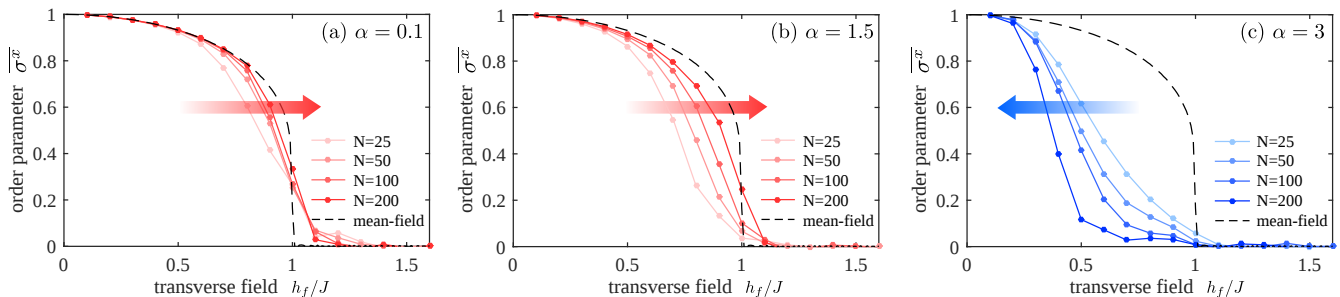 (a) α = 0.1
order parameter \overline{σ^x}
1
0.8
0.6
0.4
0.2
0
N=25
N=50
N=100
N=200
mean-field
0 0.5 1 1.5
transverse field h_f/J
(b) α = 1.5
order parameter \overline{σ^x}
1
0.8
0.6
0.4
0.2
0
N=25
N=50
N=100
N=200
mean-field
0 0.5 1 1.5
transverse field h_f/J
(c) α = 3
order parameter \overline{σ^x}
1
0.8
0.6
0.4
0.2
0
N=25
N=50
N=100
N=200
mean-field
0 0.5 1 1.5
transverse field h_f/J